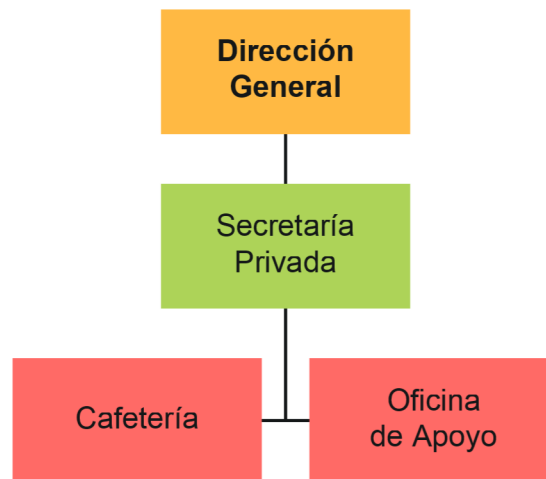 Dirección
General
Secretaría
Privada
Cafetería
Oficina
de Apoyo